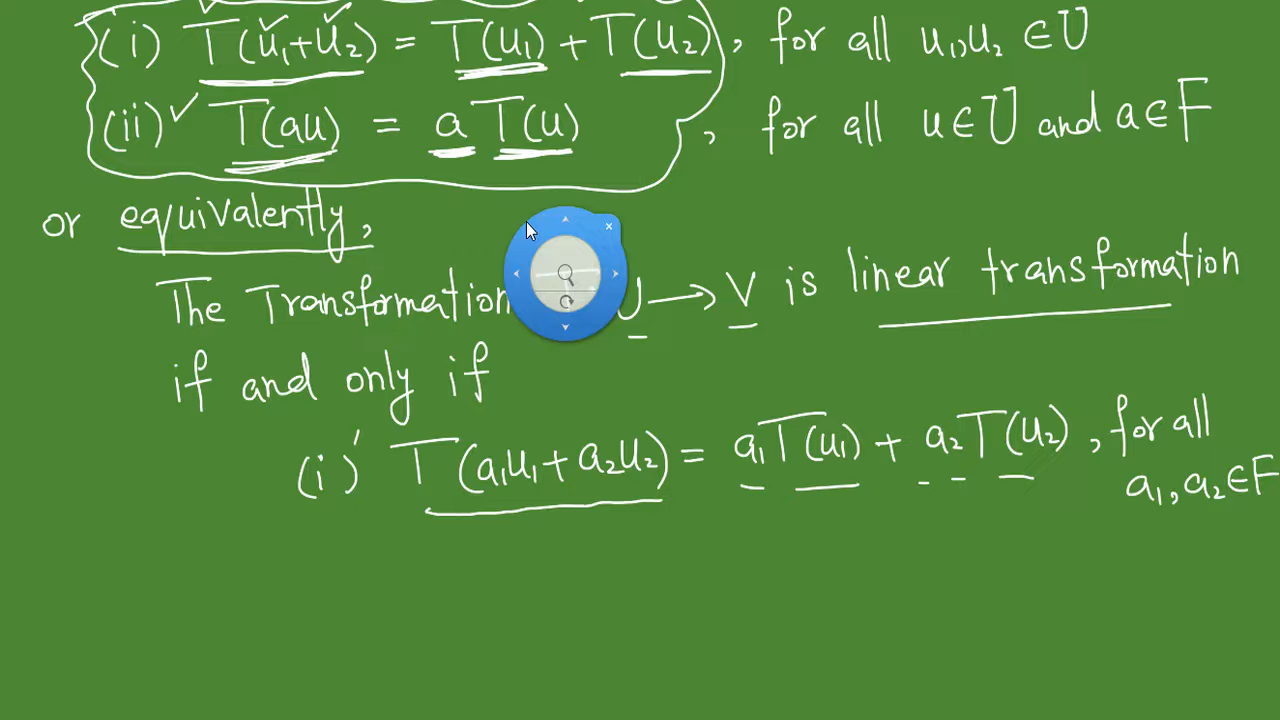 (i) T(u₁+u₂) = T(u₁) + T(u₂), for all u₁,u₂ ∈ U
(ii) T(au) = a T(u), for all u ∈ U and a ∈ F
or equivalently,
The Transformation U → V is linear transformation
if and only if
(i)' T(a₁u₁+a₂u₂) = a₁T(u₁) + a₂T(u₂), for all
a₁,a₂ ∈ F